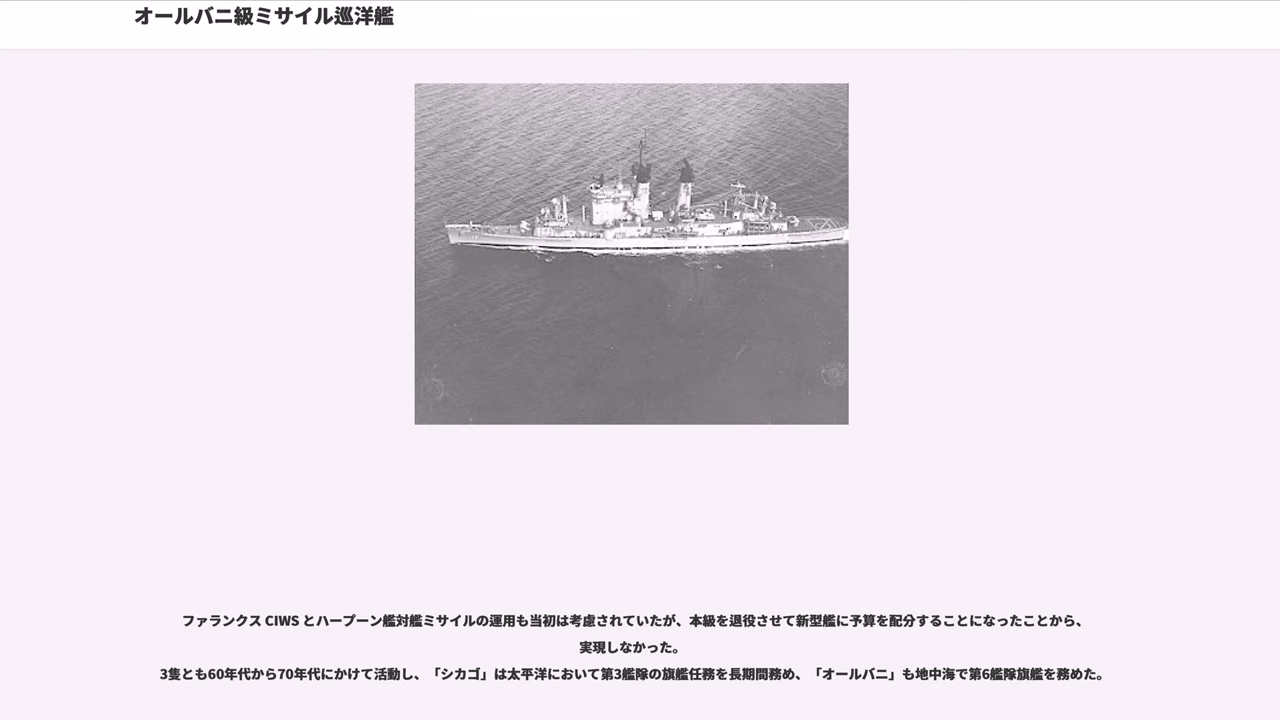 オールバニ級ミサイル巡洋艦
ファランクス CIWS とハープーン艦対艦ミサイルの運用も当初は考慮されていたが、本級を退役させて新型艦に予算を配分することになったことから、
実現しなかった。
3隻とも60年代から70年代にかけて活動し、「シカゴ」は太平洋において第3艦隊の旗艦任務を長期間務め、「オールバニ」も地中海で第6艦隊旗艦を務めた。